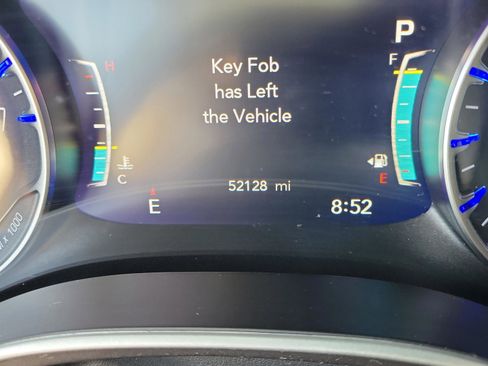 P
H
F
Key Fob
has Left
the Vehicle
C
E
52128 mi
E
8:52
x 1000